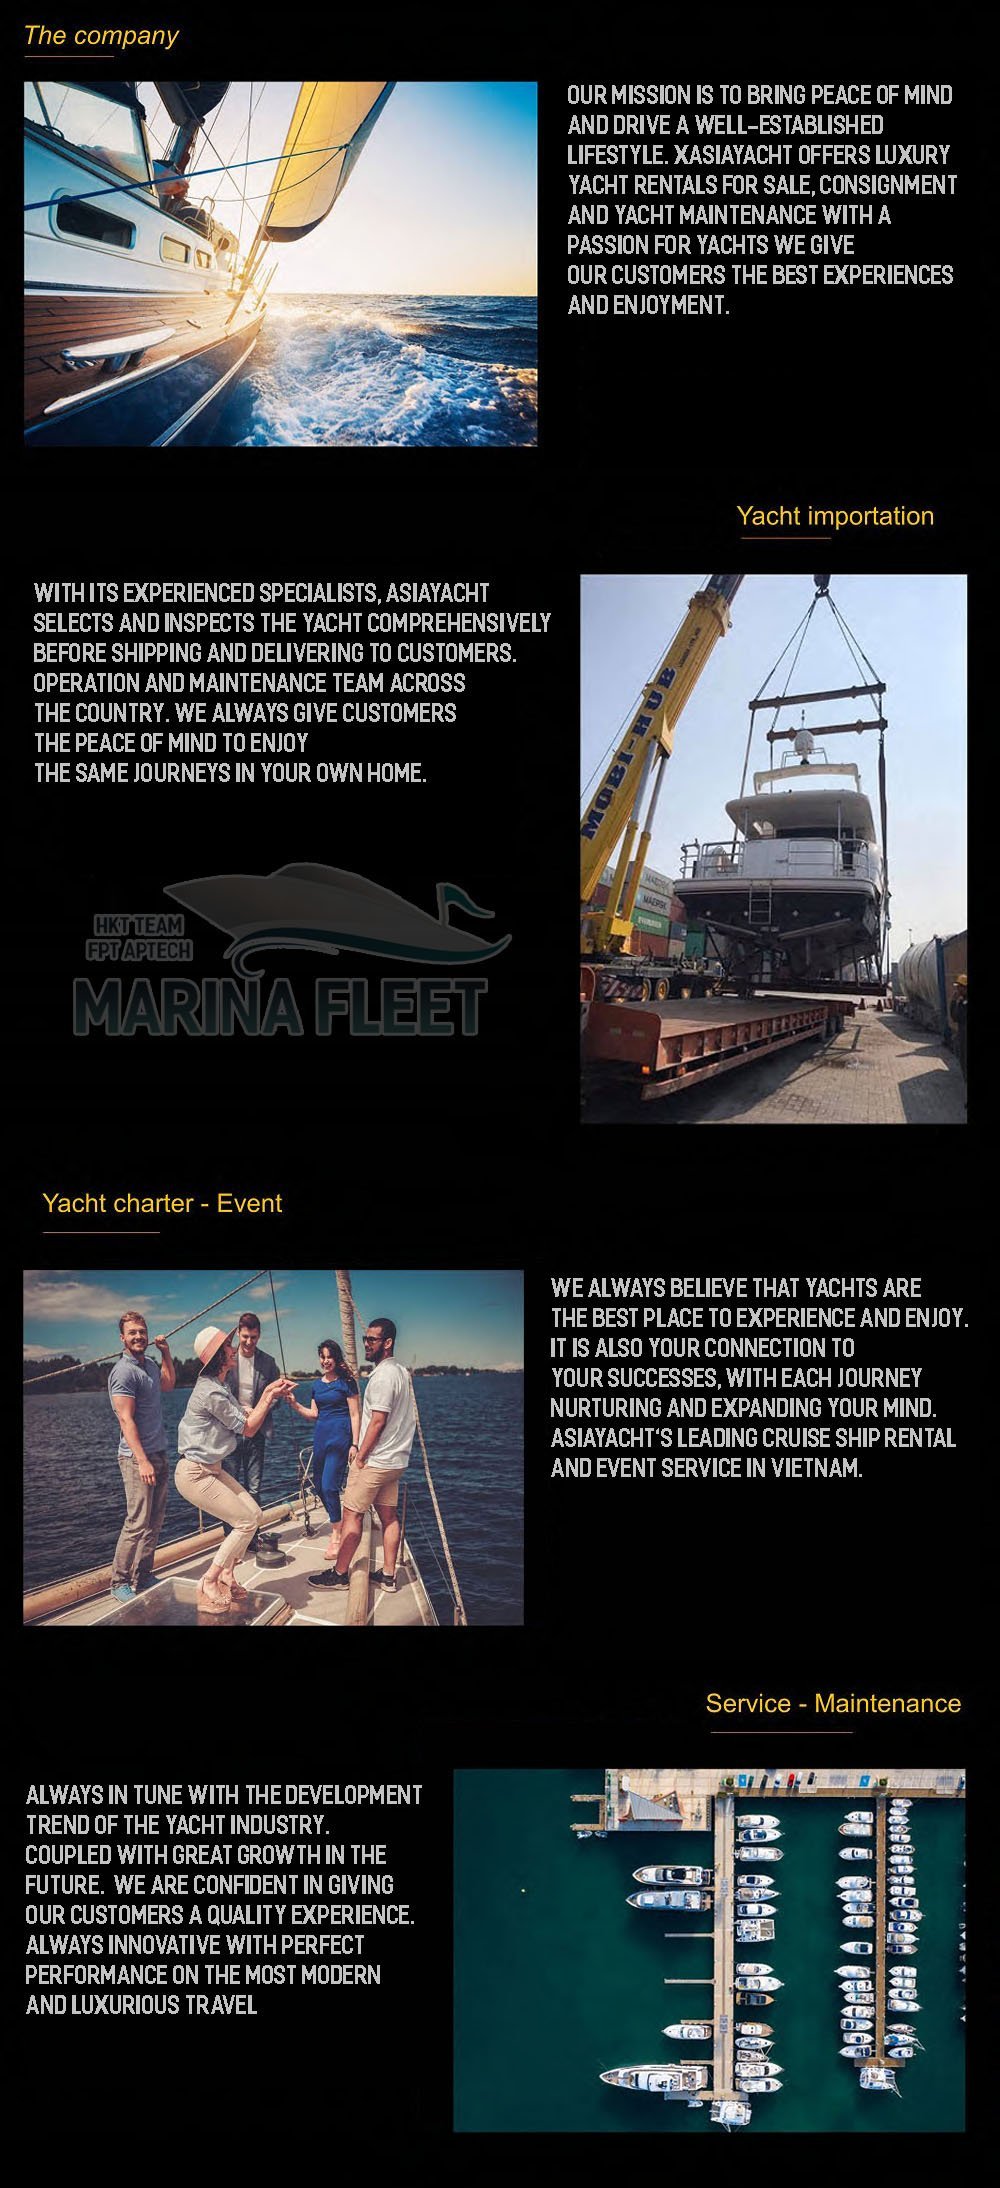 The company
OUR MISSION IS TO BRING PEACE OF MIND
AND DRIVE A WELL-ESTABLISHED
LIFESTYLE. XASIAYACHT OFFERS LUXURY
YACHT RENTALS FOR SALE, CONSIGNMENT
AND YACHT MAINTENANCE WITH A
PASSION FOR YACHTS WE GIVE
OUR CUSTOMERS THE BEST EXPERIENCES
AND ENJOYMENT.
Yacht importation
WITH ITS EXPERIENCED SPECIALISTS, ASIAYACHT
SELECTS AND INSPECTS THE YACHT COMPREHENSIVELY
BEFORE SHIPPING AND DELIVERING TO CUSTOMERS.
OPERATION AND MAINTENANCE TEAM ACROSS
THE COUNTRY. WE ALWAYS GIVE CUSTOMERS
THE PEACE OF MIND TO ENJOY
THE SAME JOURNEYS IN YOUR OWN HOME.
MOBI-HUB
MAERSK
HKT TEAM
FPT APTECH
MARINA FLEET
Yacht charter - Event
WE ALWAYS BELIEVE THAT YACHTS ARE
THE BEST PLACE TO EXPERIENCE AND ENJOY.
IT IS ALSO YOUR CONNECTION TO
YOUR SUCCESSES, WITH EACH JOURNEY
NURTURING AND EXPANDING YOUR MIND.
ASIAYACHT'S LEADING CRUISE SHIP RENTAL
AND EVENT SERVICE IN VIETNAM.
Service - Maintenance
ALWAYS IN TUNE WITH THE DEVELOPMENT
TREND OF THE YACHT INDUSTRY.
COUPLED WITH GREAT GROWTH IN THE
FUTURE. WE ARE CONFIDENT IN GIVING
OUR CUSTOMERS A QUALITY EXPERIENCE.
ALWAYS INNOVATIVE WITH PERFECT
PERFORMANCE ON THE MOST MODERN
AND LUXURIOUS TRAVEL